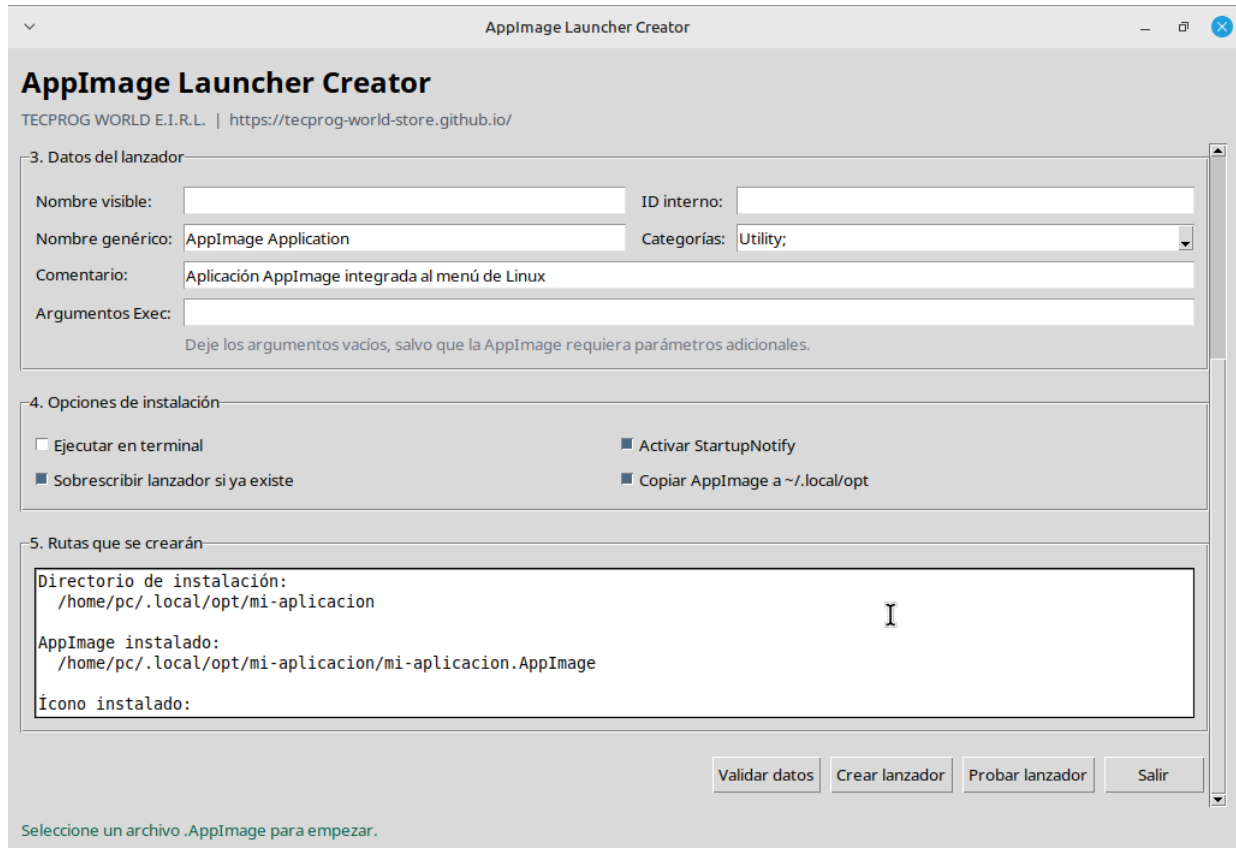 AppImage Launcher Creator
AppImage Launcher Creator
TECPROG WORLD E.I.R.L. | https://tecprog-world-store.github.io/
3. Datos del lanzador
Nombre visible: ID interno:
Nombre genérico: AppImage Application Categorías: Utility;
Comentario: Aplicación AppImage integrada al menú de Linux
Argumentos Exec:
Deje los argumentos vacíos, salvo que la AppImage requiera parámetros adicionales.
4. Opciones de instalación
Ejecutar en terminal Activar StartupNotify
Sobrescribir lanzador si ya existe Copiar AppImage a ~/.local/opt
5. Rutas que se crearán
Directorio de instalación:
/home/pc/.local/opt/mi-aplicacion
AppImage instalado:
/home/pc/.local/opt/mi-aplicacion/mi-aplicacion.AppImage
Ícono instalado:
Validar datos Crear lanzador Probar lanzador Salir
Seleccione un archivo .AppImage para empezar.